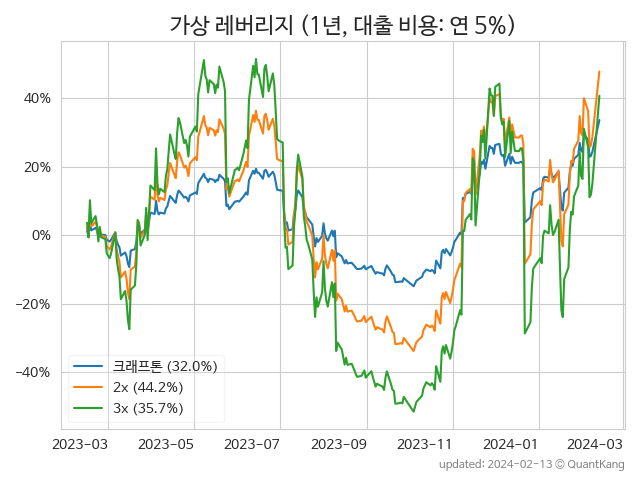 가상 레버리지 (1년, 대출 비용: 연 5%)
40%
20%
0%
−20%
−40%
크래프톤 (32.0%)
2x (44.2%)
3x (35.7%)
2023-03 2023-05 2023-07 2023-09 2023-11 2024-01 2024-03
updated: 2024-02-13 © QuantKang